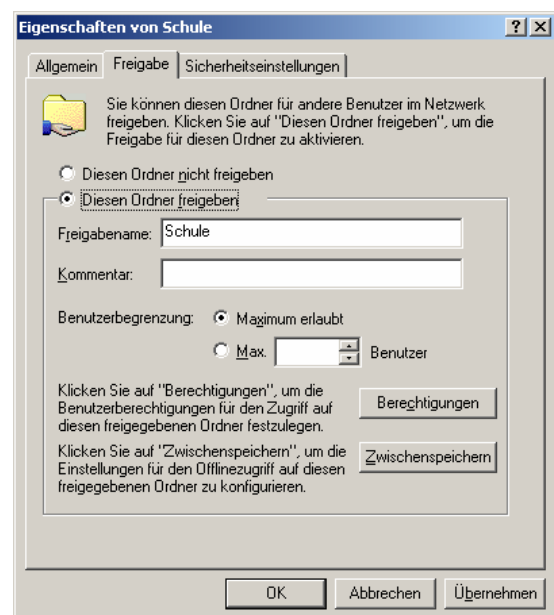 Eigenschaften von Schule
Allgemein Freigabe Sicherheitseinstellungen
Sie können diesen Ordner für andere Benutzer im Netzwerk
freigeben. Klicken Sie auf "Diesen Ordner freigeben", um die
Freigabe für diesen Ordner zu aktivieren.
Diesen Ordner nicht freigeben
Diesen Ordner freigeben
Freigabename: Schule
Kommentar:
Benutzerbegrenzung: Maximum erlaubt
Max. Benutzer
Klicken Sie auf "Berechtigungen", um die
Benutzerberechtigungen für den Zugriff auf
diesen freigegebenen Ordner festzulegen.
Berechtigungen
Klicken Sie auf "Zwischenspeichern", um die
Einstellungen für den Offlinezugriff auf diesen
freigegebenen Ordner zu konfigurieren.
Zwischenspeichern
OK Abbrechen Übernehmen